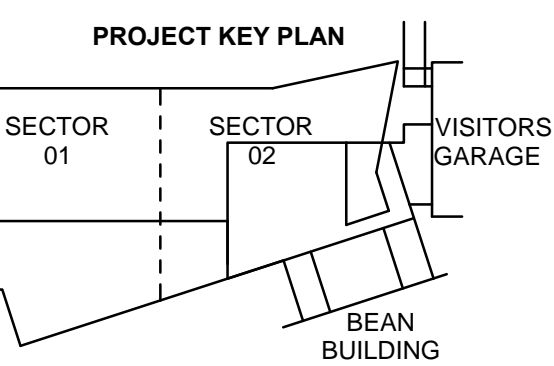 PROJECT KEY PLAN
SECTOR
01
SECTOR
02
VISITORS
GARAGE
BEAN
BUILDING